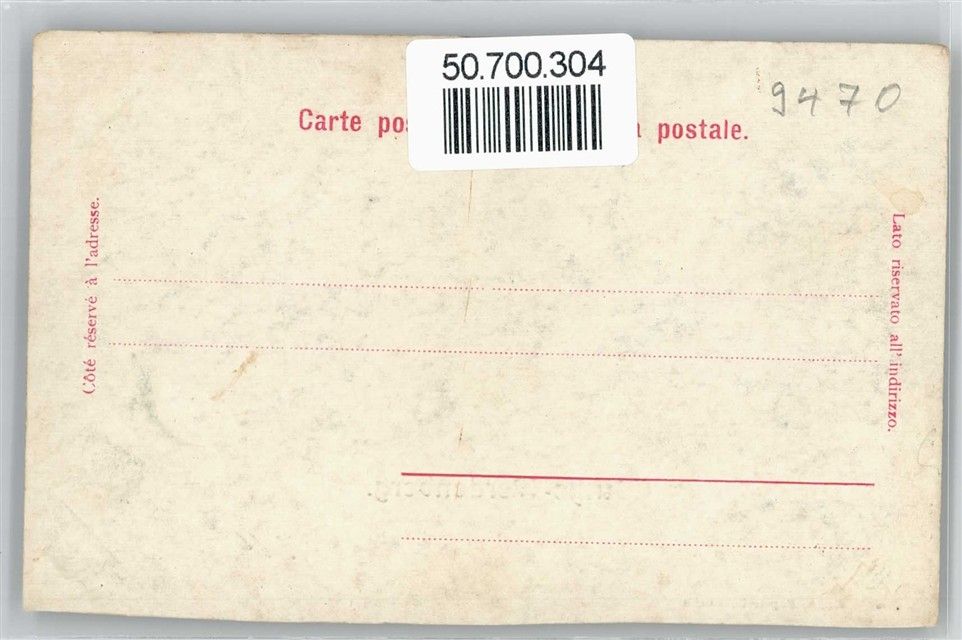 50.700.304
9470
Carte pos
a postale.
Côté réservé à l'adresse.
Lato riservato all' indirizzo.